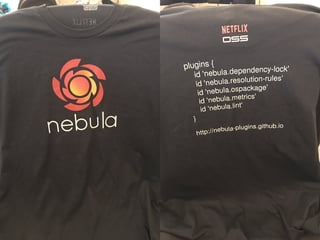 nebula
NETFLIX
OSS
plugins {
id 'nebula.dependency-lock'
id 'nebula.resolution-rules'
id 'nebula.ospackage'
id 'nebula.metrics'
id 'nebula.lint'
}
http://nebula-plugins.github.io